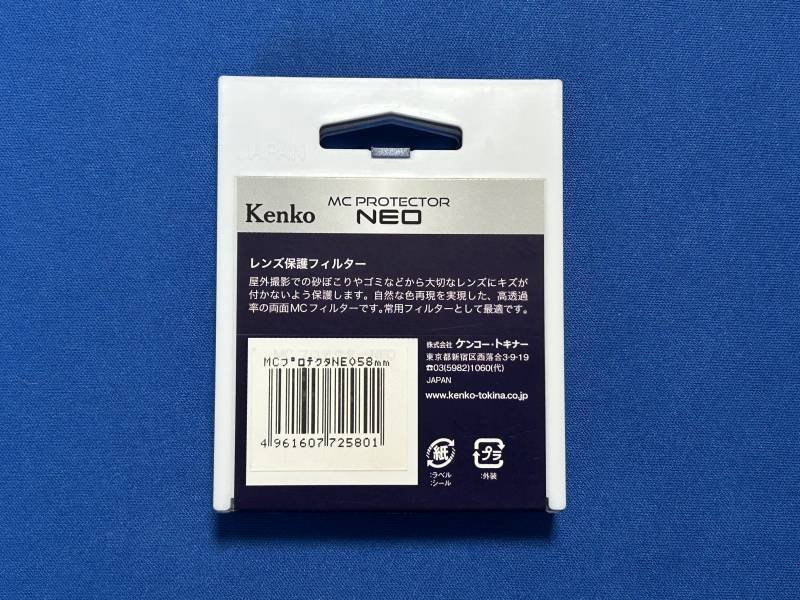 JAPAN
Kenko
MC PROTECTOR
NEO
レンズ保護フィルター
屋外撮影での砂ぼこりやゴミなどから大切なレンズにキズが
付かないよう保護します。自然な色再現を実現した、高透過
率の両面MCフィルターです。常用フィルターとして最適です。
株式会社 ケンコー・トキナー
東京都新宿区西落合3-9-19
☎03(5982)1060(代)
JAPAN
www.kenko-tokina.co.jp
MCプロテクタNEO58mm
4 961607 725801
紙
:ラベル
:シール
プラ
:外装